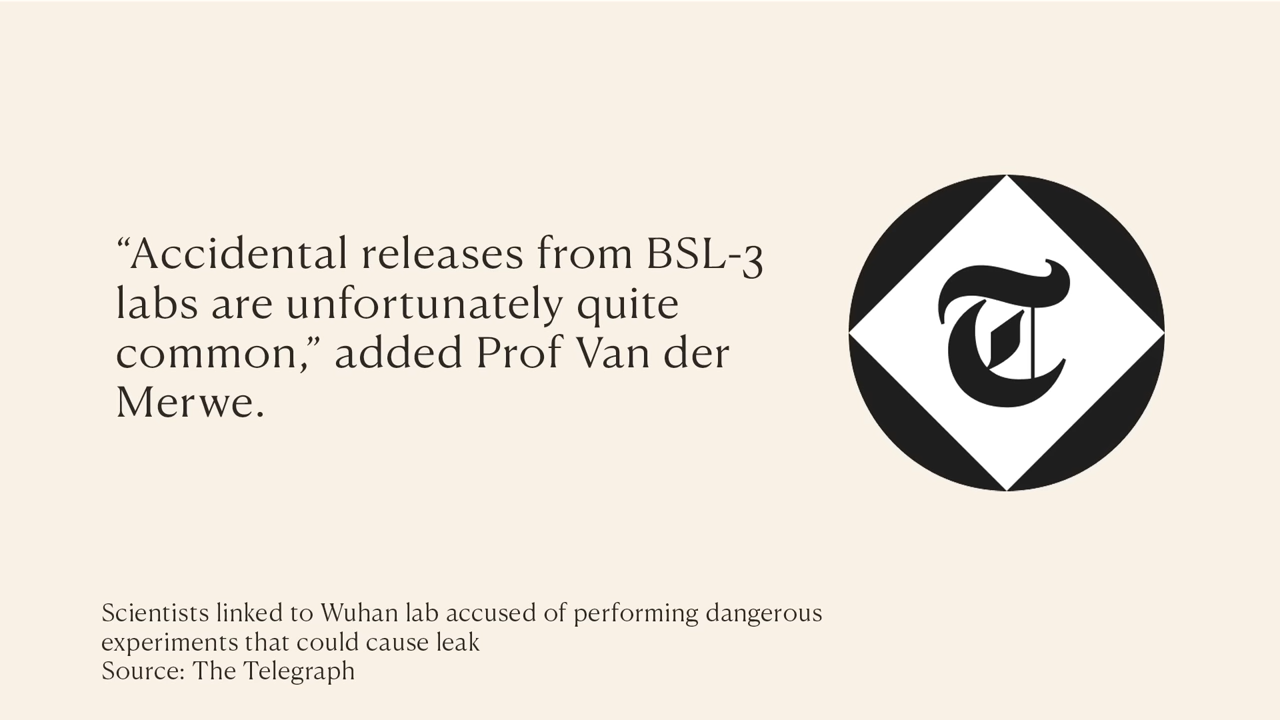 “Accidental releases from BSL-3
labs are unfortunately quite
common,” added Prof Van der
Merwe.
T
Scientists linked to Wuhan lab accused of performing dangerous
experiments that could cause leak
Source: The Telegraph